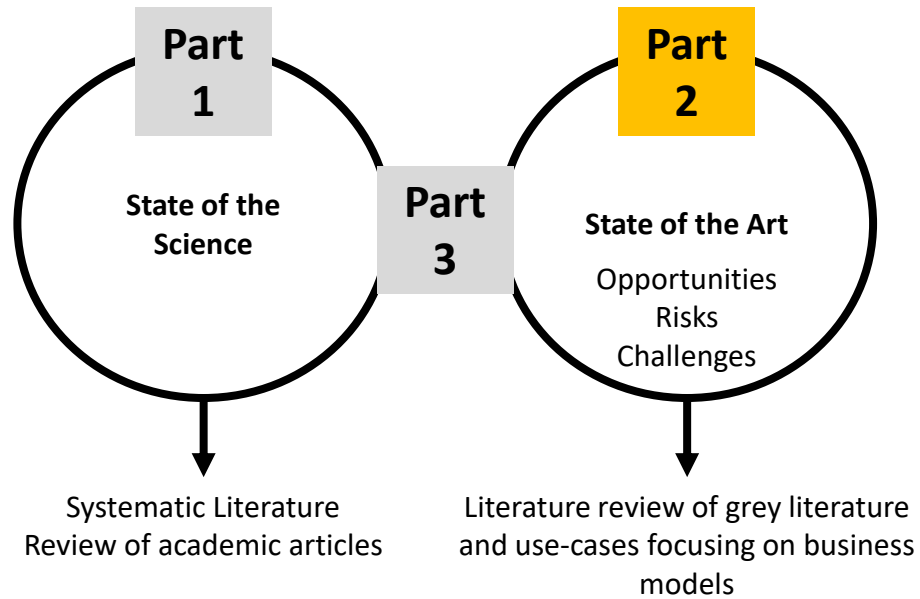 Part
1
State of the
Science
Systematic Literature
Review of academic articles
Part
3
Part
2
State of the Art
Opportunities
Risks
Challenges
Literature review of grey literature
and use-cases focusing on business
models